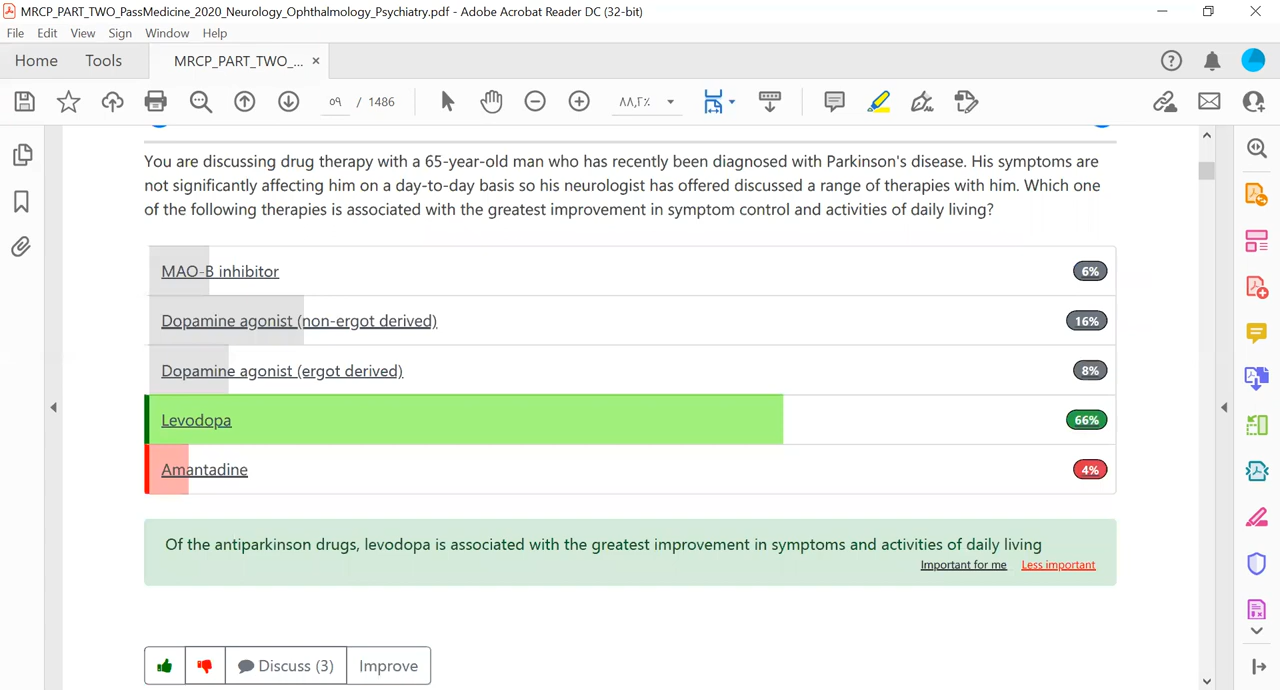 MRCP_PART_TWO_PassMedicine_2020_Neurology_Ophthalmology_Psychiatry.pdf - Adobe Acrobat Reader DC (32-bit)
File Edit View Sign Window Help
Home Tools MRCP_PART_TWO_... ×
٥٩ / 1486 ٨٨٫٢٪
You are discussing drug therapy with a 65-year-old man who has recently been diagnosed with Parkinson's disease. His symptoms are
not significantly affecting him on a day-to-day basis so his neurologist has offered discussed a range of therapies with him. Which one
of the following therapies is associated with the greatest improvement in symptom control and activities of daily living?
MAO-B inhibitor 6%
Dopamine agonist (non-ergot derived) 16%
Dopamine agonist (ergot derived) 8%
Levodopa 66%
Amantadine 4%
Of the antiparkinson drugs, levodopa is associated with the greatest improvement in symptoms and activities of daily living
Important for me Less important
Discuss (3) Improve